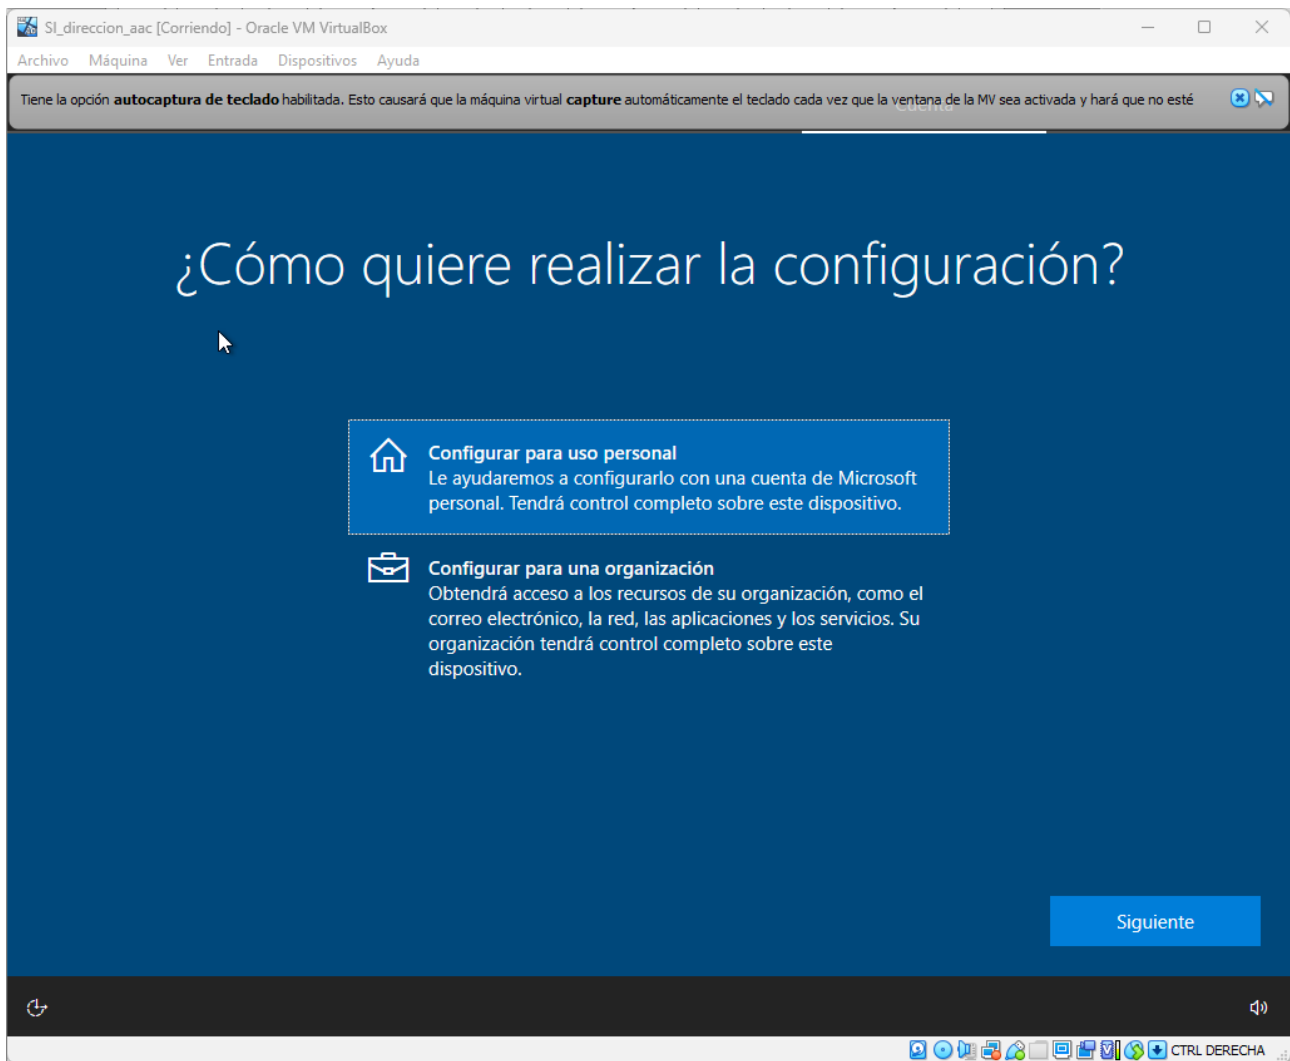 SI_direccion_aac [Corriendo] - Oracle VM VirtualBox
Archivo Máquina Ver Entrada Dispositivos Ayuda
Tiene la opción autocaptura de teclado habilitada. Esto causará que la máquina virtual capture automáticamente el teclado cada vez que la ventana de la MV sea activada y hará que no esté
Cuenta
¿Cómo quiere realizar la configuración?
Configurar para uso personal
Le ayudaremos a configurarlo con una cuenta de Microsoft
personal. Tendrá control completo sobre este dispositivo.
Configurar para una organización
Obtendrá acceso a los recursos de su organización, como el
correo electrónico, la red, las aplicaciones y los servicios. Su
organización tendrá control completo sobre este
dispositivo.
Siguiente
CTRL DERECHA